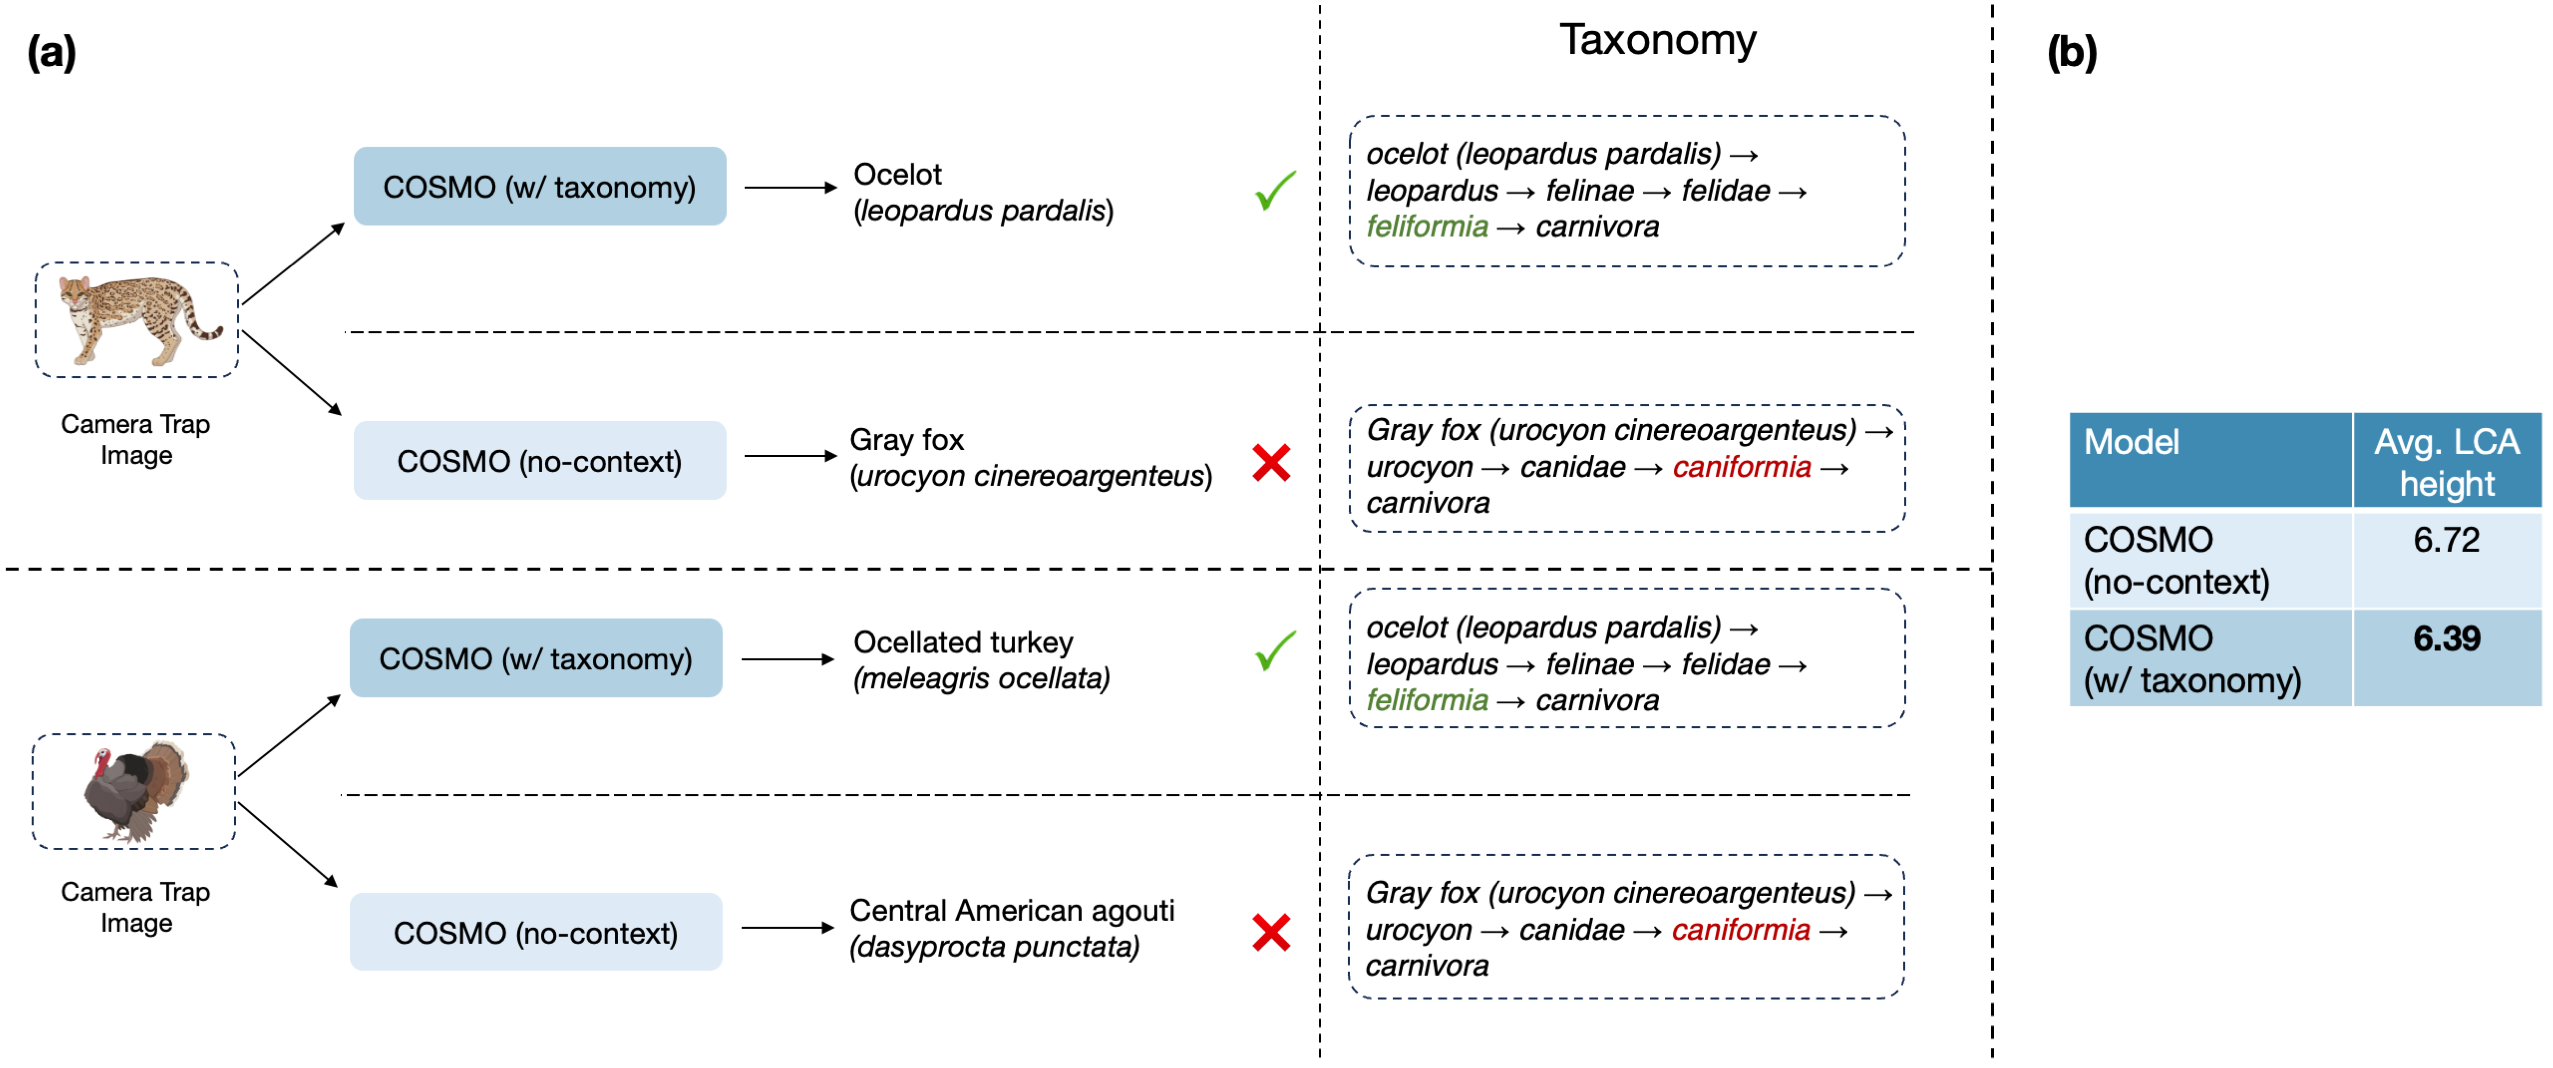 (a)
Taxonomy
(b)
COSMO (w/ taxonomy)
Ocelot
(leopardus pardalis)
ocelot (leopardus pardalis) →
leopardus → felinae → felidae →
feliformia → carnivora
Camera Trap
Image
COSMO (no-context)
Gray fox
(urocyon cinereoargenteus)
Gray fox (urocyon cinereoargenteus) →
urocyon → canidae → caniformia →
carnivora
COSMO (w/ taxonomy)
Ocellated turkey
(meleagris ocellata)
ocelot (leopardus pardalis) →
leopardus → felinae → felidae →
feliformia → carnivora
Camera Trap
Image
COSMO (no-context)
Central American agouti
(dasyprocta punctata)
Gray fox (urocyon cinereoargenteus) →
urocyon → canidae → caniformia →
carnivora
Model
Avg. LCA
height
COSMO
(no-context)
6.72
COSMO
(w/ taxonomy)
6.39